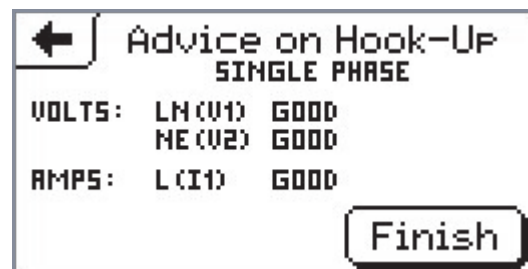 Advice on Hook-Up
SINGLE PHASE
VOLTS: LN(V1) GOOD
NE(V2) GOOD
AMPS: L(I1) GOOD
Finish